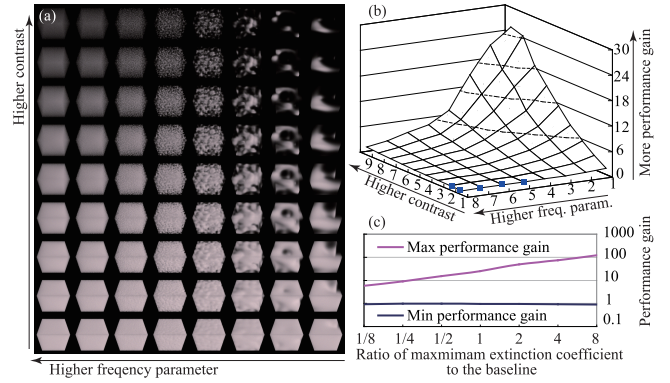 (a)
Higher contrast
Higher freqency parameter
(b)
30
24
18
12
6
0
More performance gain
9 8 7 6 5 4 3 2 1
Higher contrast
8 7 6 5 4 3 2 1
Higher freq. param.
(c)
Max performance gain
Min performance gain
1000
100
10
1
0.1
Performance gain
1/8 1/4 1/2 1 2 4 8
Ratio of maxmimam extinction coefficient
to the baseline